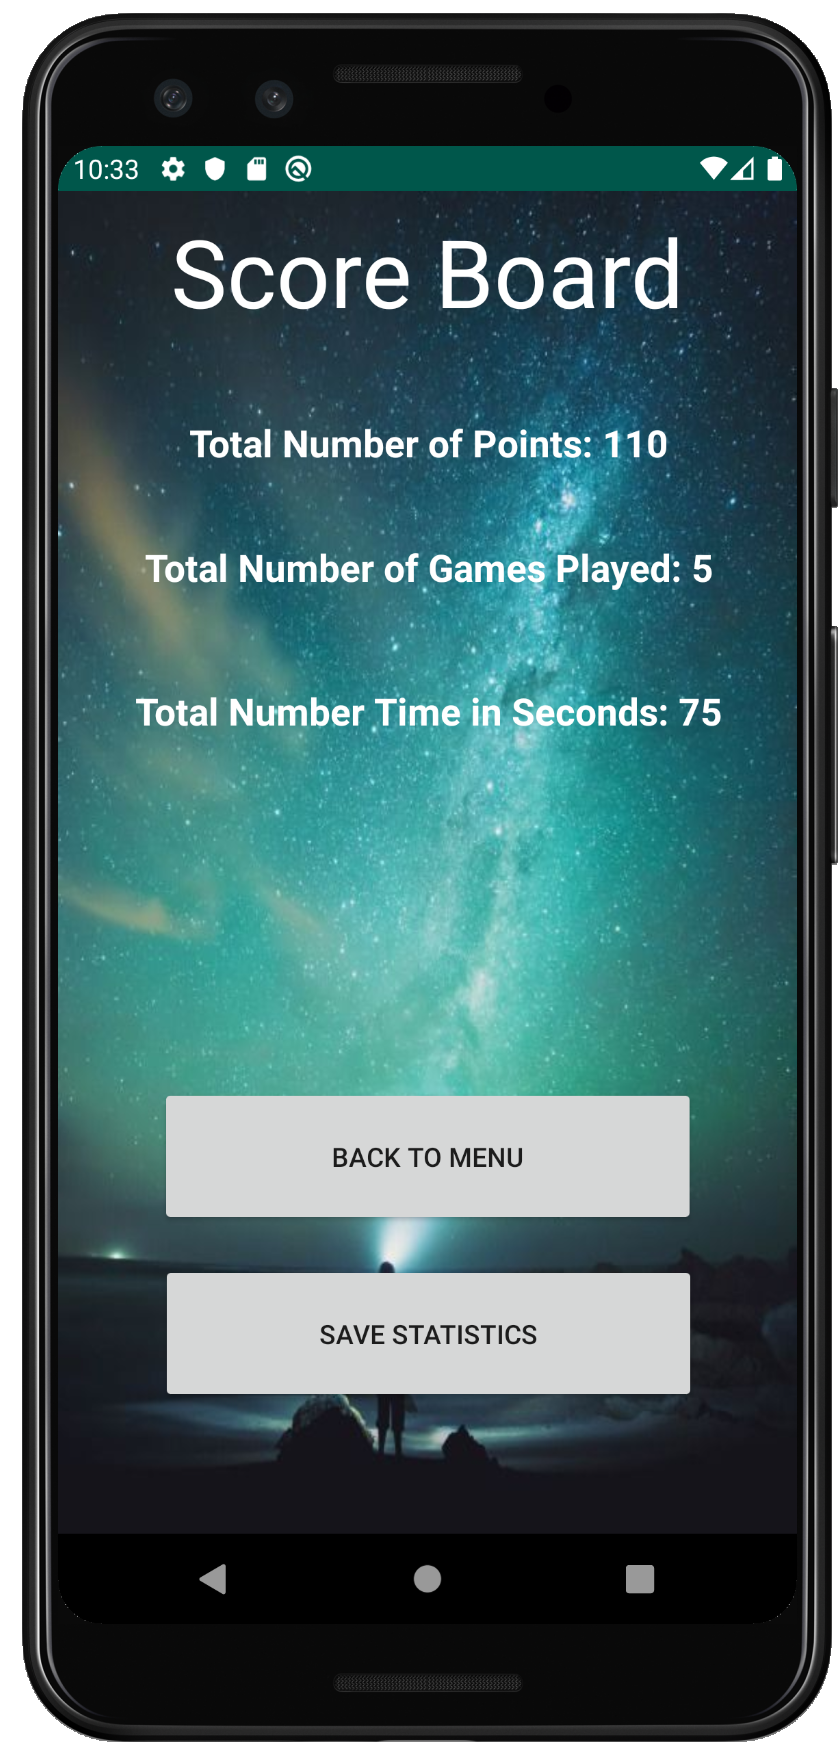 10:33
Score Board
Total Number of Points: 110
Total Number of Games Played: 5
Total Number Time in Seconds: 75
BACK TO MENU
SAVE STATISTICS